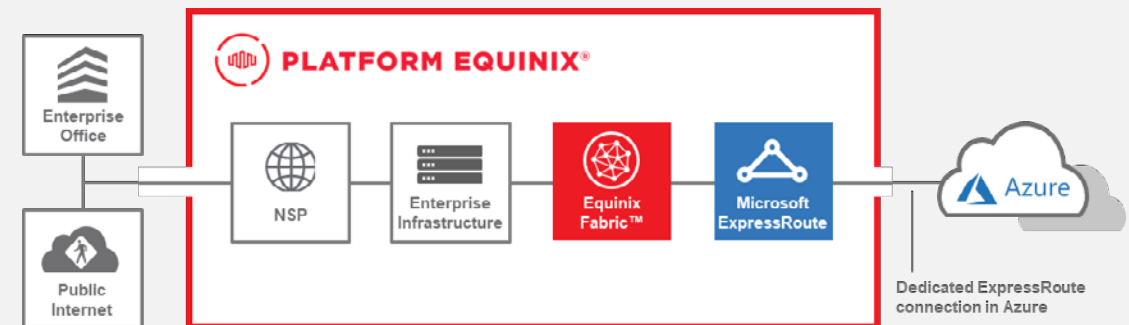 PLATFORM EQUINIX®
Enterprise
Office
Public
Internet
NSP
Enterprise
Infrastructure
Equinix
Fabric™
Microsoft
ExpressRoute
Azure
Dedicated ExpressRoute
connection in Azure